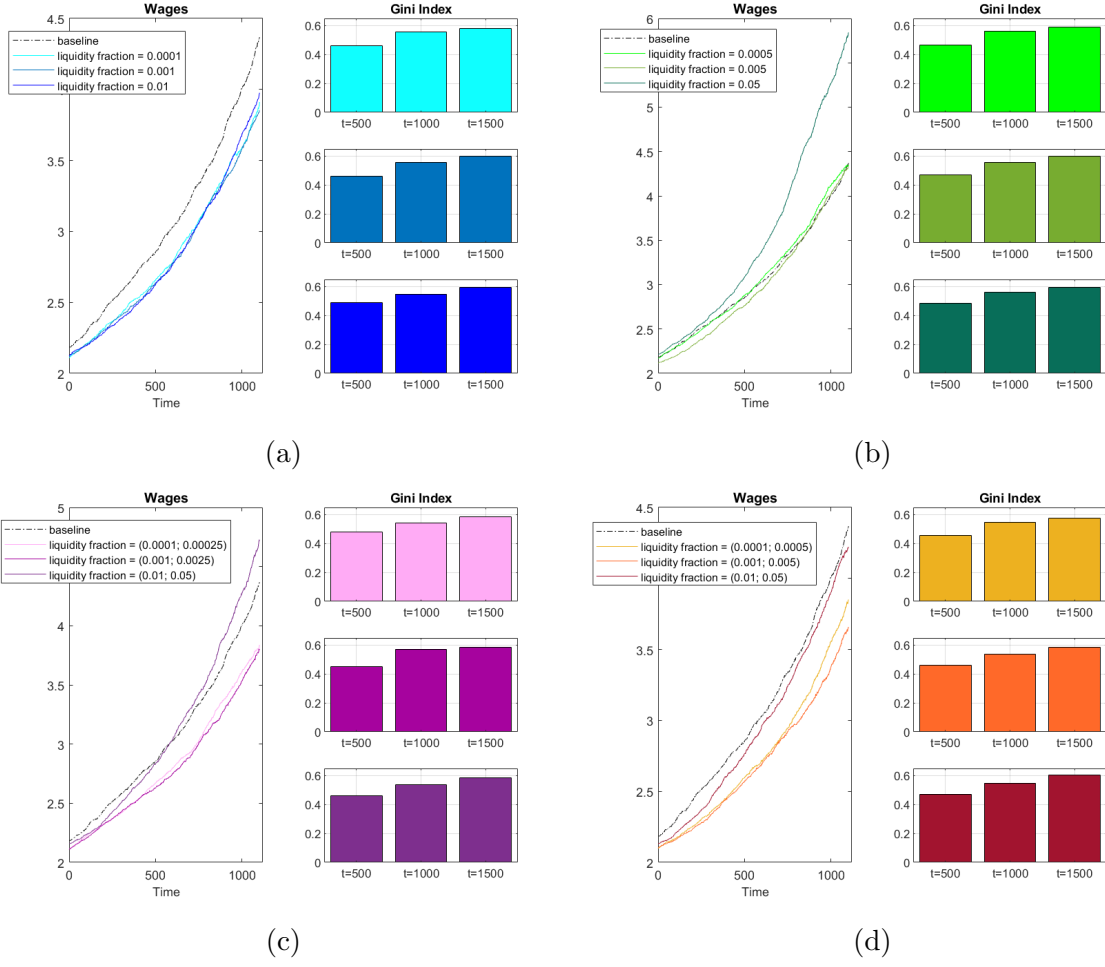 Wages
4.5
3.5
3
2.5
2
0
500
1000
Time
baseline
liquidity fraction = 0.0001
liquidity fraction = 0.001
liquidity fraction = 0.01
Gini Index
0.6
0.4
0.2
0
t=500 t=1000 t=1500
0.6
0.4
0.2
0
t=500 t=1000 t=1500
0.6
0.4
0.2
0
t=500 t=1000 t=1500
(a)
Wages
6
5
4.5
4
3.5
3
2.5
2
0
500
1000
Time
baseline
liquidity fraction = 0.0005
liquidity fraction = 0.005
liquidity fraction = 0.05
Gini Index
0.6
0.4
0.2
0
t=500 t=1000 t=1500
0.6
0.4
0.2
0
t=500 t=1000 t=1500
0.6
0.4
0.2
0
t=500 t=1000 t=1500
(b)
Wages
5
4
3.5
3
2.5
2
0
500
1000
Time
baseline
liquidity fraction = (0.0001; 0.00025)
liquidity fraction = (0.001; 0.0025)
liquidity fraction = (0.01; 0.05)
Gini Index
0.6
0.4
0.2
0
t=500 t=1000 t=1500
0.6
0.4
0.2
0
t=500 t=1000 t=1500
0.6
0.4
0.2
0
t=500 t=1000 t=1500
(c)
Wages
4.5
3.5
3
2.5
2
0
500
1000
Time
baseline
liquidity fraction = (0.0001; 0.0005)
liquidity fraction = (0.001; 0.005)
liquidity fraction = (0.01; 0.05)
Gini Index
0.6
0.4
0.2
0
t=500 t=1000 t=1500
0.6
0.4
0.2
0
t=500 t=1000 t=1500
0.6
0.4
0.2
0
t=500 t=1000 t=1500
(d)